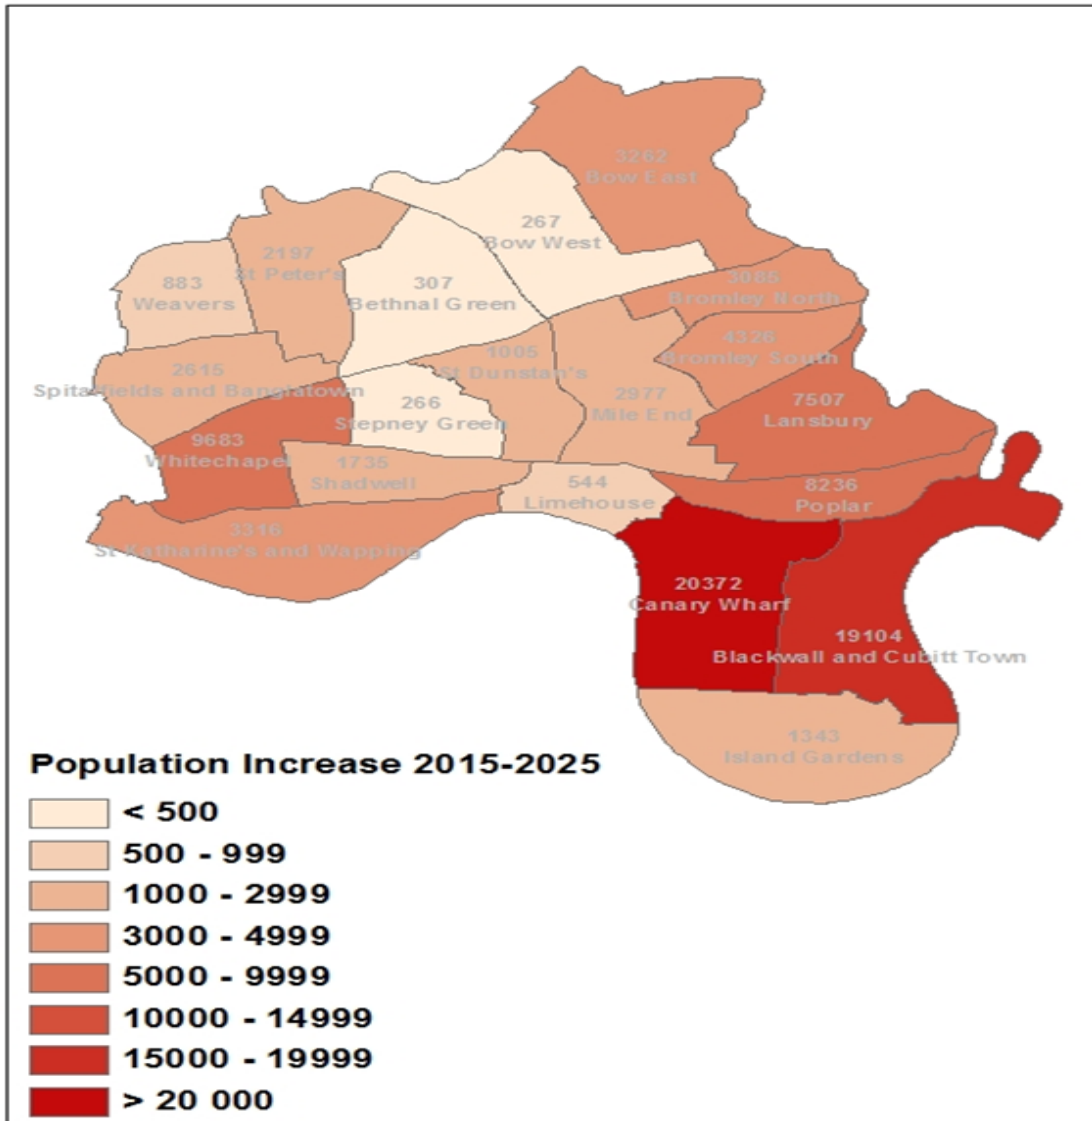 3262
Bow East
267
Bow West
2197
St Peter's
883
Weavers
307
Bethnal Green
3085
Bromley North
4326
Bromley South
1005
St Dunstan's
2615
Spitalfields and Banglatown
2977
Mile End
7507
Lansbury
266
Stepney Green
9683
Whitechapel
1735
Shadwell
544
Limehouse
8236
Poplar
3316
St Katharine's and Wapping
20372
Canary Wharf
19104
Blackwall and Cubitt Town
1343
Island Gardens
Population Increase 2015-2025
< 500
500 - 999
1000 - 2999
3000 - 4999
5000 - 9999
10000 - 14999
15000 - 19999
> 20 000